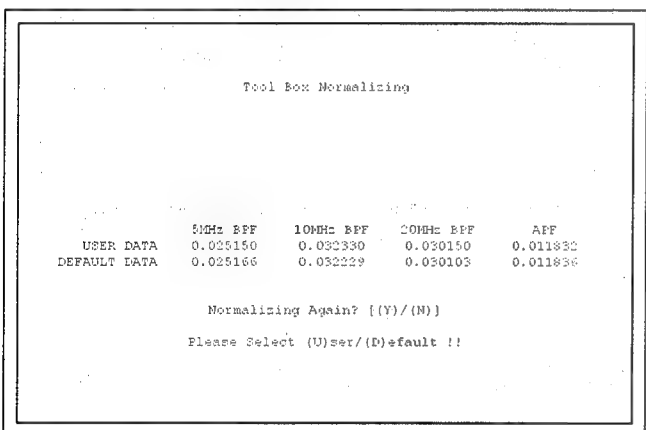 Tool Box Normalizing
5MHz BPF 10MHz BPF 20MHz BPF APF
USER DATA 0.025150 0.032330 0.030150 0.011832
DEFAULT DATA 0.025166 0.032229 0.030103 0.011836
Normalizing Again? [(Y)/(N)]
Please Select (U)ser/(D)efault !!